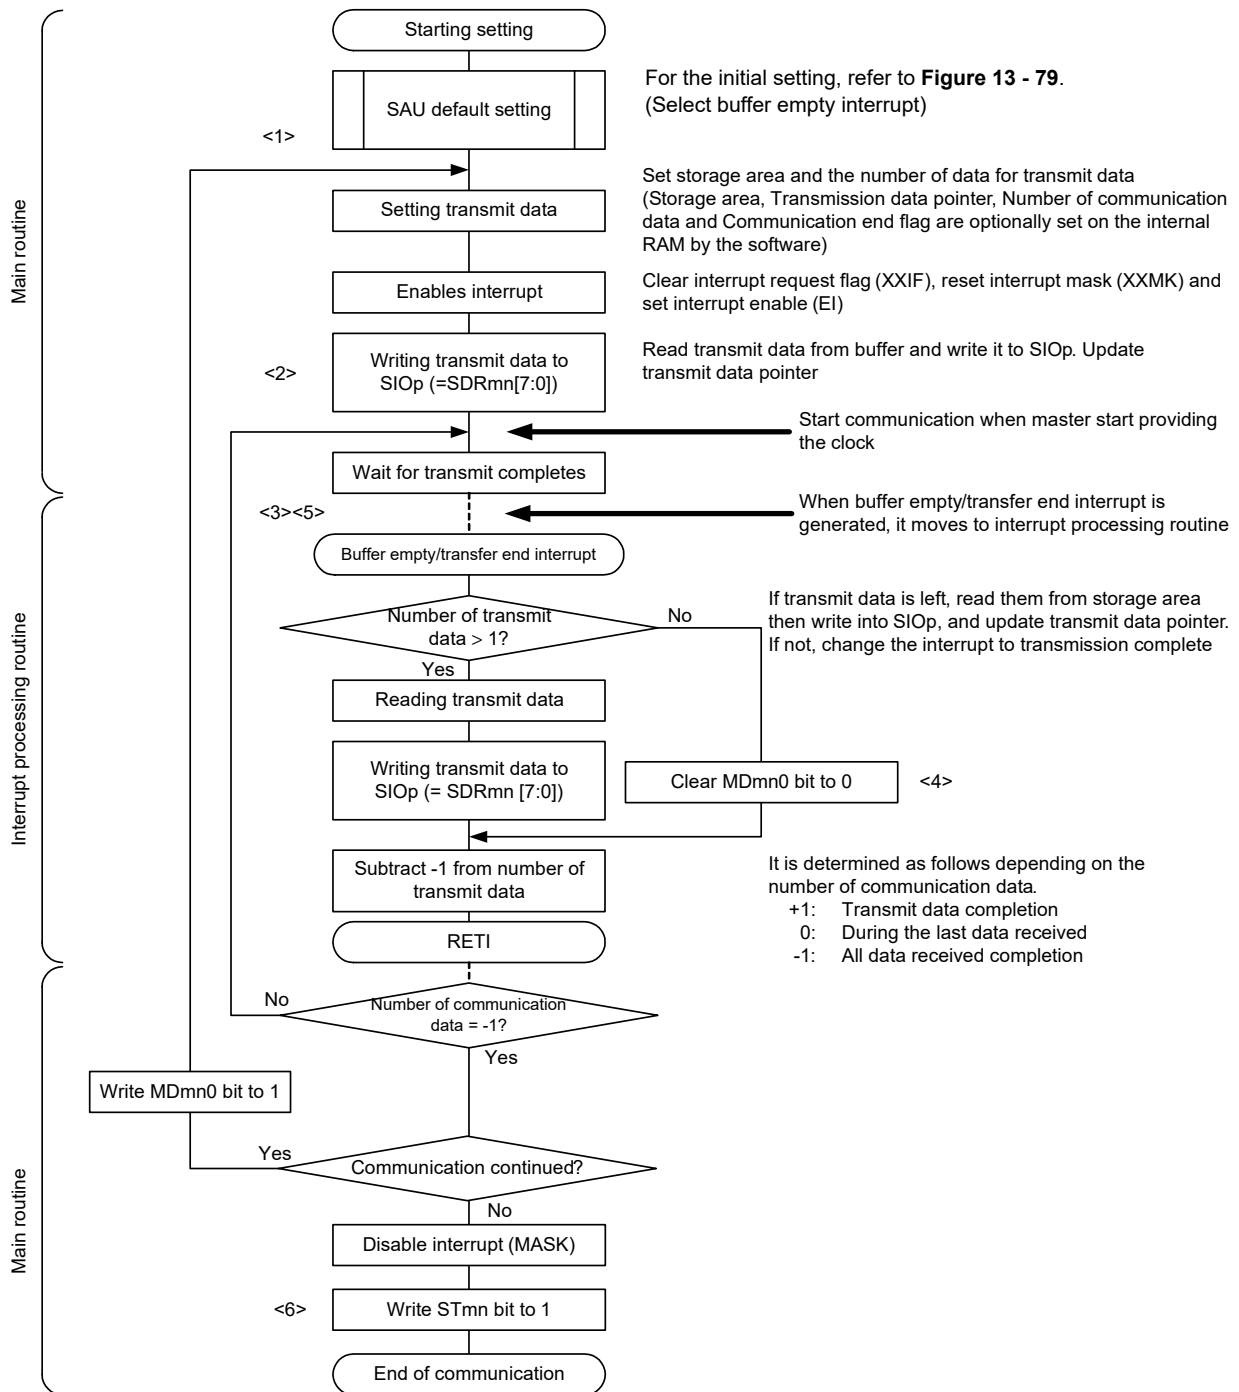 Starting setting
For the initial setting, refer to Figure 13 - 79.
(Select buffer empty interrupt)
SAU default setting
<1>
Main routine
Set storage area and the number of data for transmit data
(Storage area, Transmission data pointer, Number of communication
data and Communication end flag are optionally set on the internal
RAM by the software)
Setting transmit data
Enables interrupt
Clear interrupt request flag (XXIF), reset interrupt mask (XXMK) and
set interrupt enable (EI)
<2>
Writing transmit data to
SIOp (=SDRmn[7:0])
Read transmit data from buffer and write it to SIOp. Update
transmit data pointer
Start communication when master start providing
the clock
Wait for transmit completes
<3><5>
When buffer empty/transfer end interrupt is
generated, it moves to interrupt processing routine
Interrupt processing routine
Buffer empty/transfer end interrupt
Number of transmit
data > 1?
No
Yes
If transmit data is left, read them from storage area
then write into SIOp, and update transmit data pointer.
If not, change the interrupt to transmission complete
Reading transmit data
Writing transmit data to
SIOp (= SDRmn [7:0])
Clear MDmn0 bit to 0
<4>
Subtract -1 from number of
transmit data
It is determined as follows depending on the
number of communication data.
+1: Transmit data completion
0: During the last data received
-1: All data received completion
RETI
Main routine
No
Number of communication
data = -1?
Yes
Write MDmn0 bit to 1
Yes
Communication continued?
No
Disable interrupt (MASK)
<6>
Write STmn bit to 1
End of communication